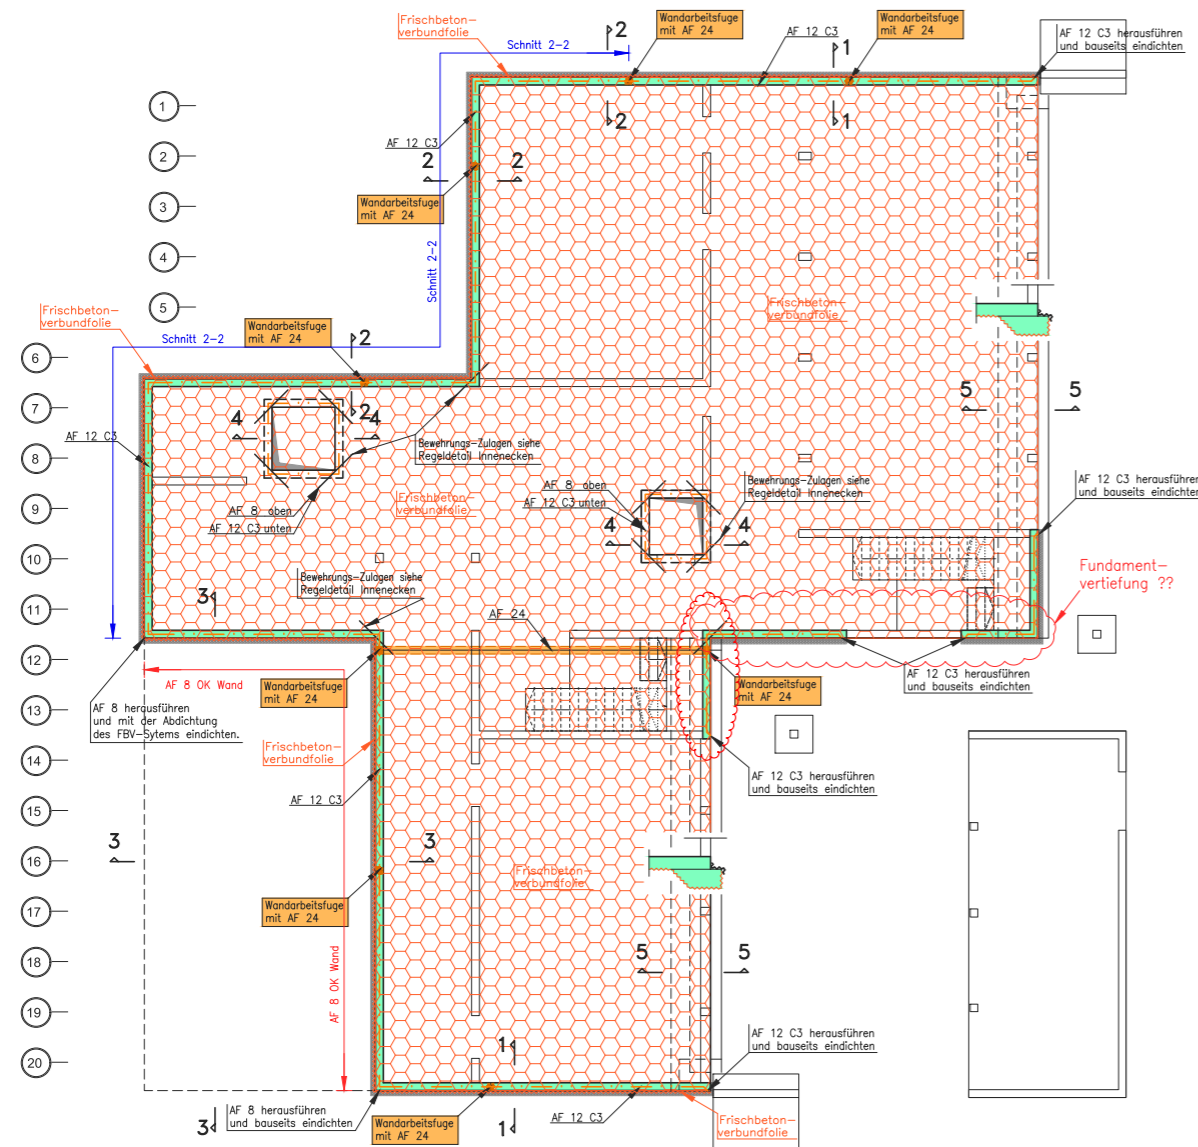 Frischbeton-
verbundfolie
2
Wandarbeitsfuge
mit AF 24
AF 12 C3
1
Wandarbeitsfuge
mit AF 24
AF 12 C3 herausführen
und bauseits eindichten
Schnitt 2-2
1
2
1
AF 12 C3
2
2
2
Wandarbeitsfuge
mit AF 24
3
4
Schnitt 2-2
5
Frischbeton-
verbundfolie
Frischbeton-
verbundfolie
Wandarbeitsfuge
mit AF 24
Schnitt 2-2
2
6
7
2
4
4
5
5
AF 12 C3
Bewehrungs-Zulagen siehe
Regeldetail Innenecken
8
AF 8 oben
AF 12 C3 unten
Frischbeton-
verbundfolie
AF 8 oben
AF 12 C3 unten
Bewehrungs-Zulagen siehe
Regeldetail Innenecken
AF 12 C3 herausführen
und bauseits eindichten
9
4
4
10
Bewehrungs-Zulagen siehe
Regeldetail Innenecken
Fundament-
vertiefung ??
3
11
AF 24
12
AF 8 OK Wand
Wandarbeitsfuge
mit AF 24
Wandarbeitsfuge
mit AF 24
AF 12 C3 herausführen
und bauseits eindichten
13
AF 8 herausführen
und mit der Abdichtung
des FBV-Sytems eindichten.
14
Frischbeton-
verbundfolie
AF 12 C3 herausführen
und bauseits eindichten
AF 12 C3
15
3
3
16
Frischbeton-
verbundfolie
17
Wandarbeitsfuge
mit AF 24
AF 8 OK Wand
18
5
5
19
20
1
AF 12 C3 herausführen
und bauseits eindichten
3
AF 8 herausführen
und bauseits eindichten
Wandarbeitsfuge
mit AF 24
1
AF 12 C3
Frischbeton-
verbundfolie